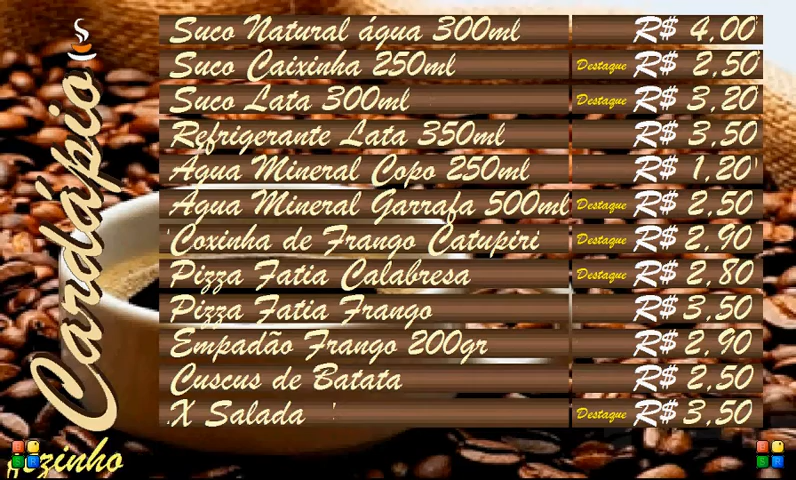 Cardápio
Suco Natural água 300ml R$ 4,00
Suco Caixinha 250ml Destaque R$ 2,50
Suco Lata 300ml Destaque R$ 3,20
Refrigerante Lata 350ml R$ 3,50
Agua Mineral Copo 250ml R$ 1,20
Agua Mineral Garrafa 500ml Destaque R$ 2,50
Coxinha de Frango Catupiri Destaque R$ 2,90
Pizza Fatia Calabresa Destaque R$ 2,80
Pizza Fatia Frango R$ 3,50
Empadão Frango 200gr R$ 2,90
Cuscus de Batata R$ 2,50
X Salada Destaque R$ 3,50